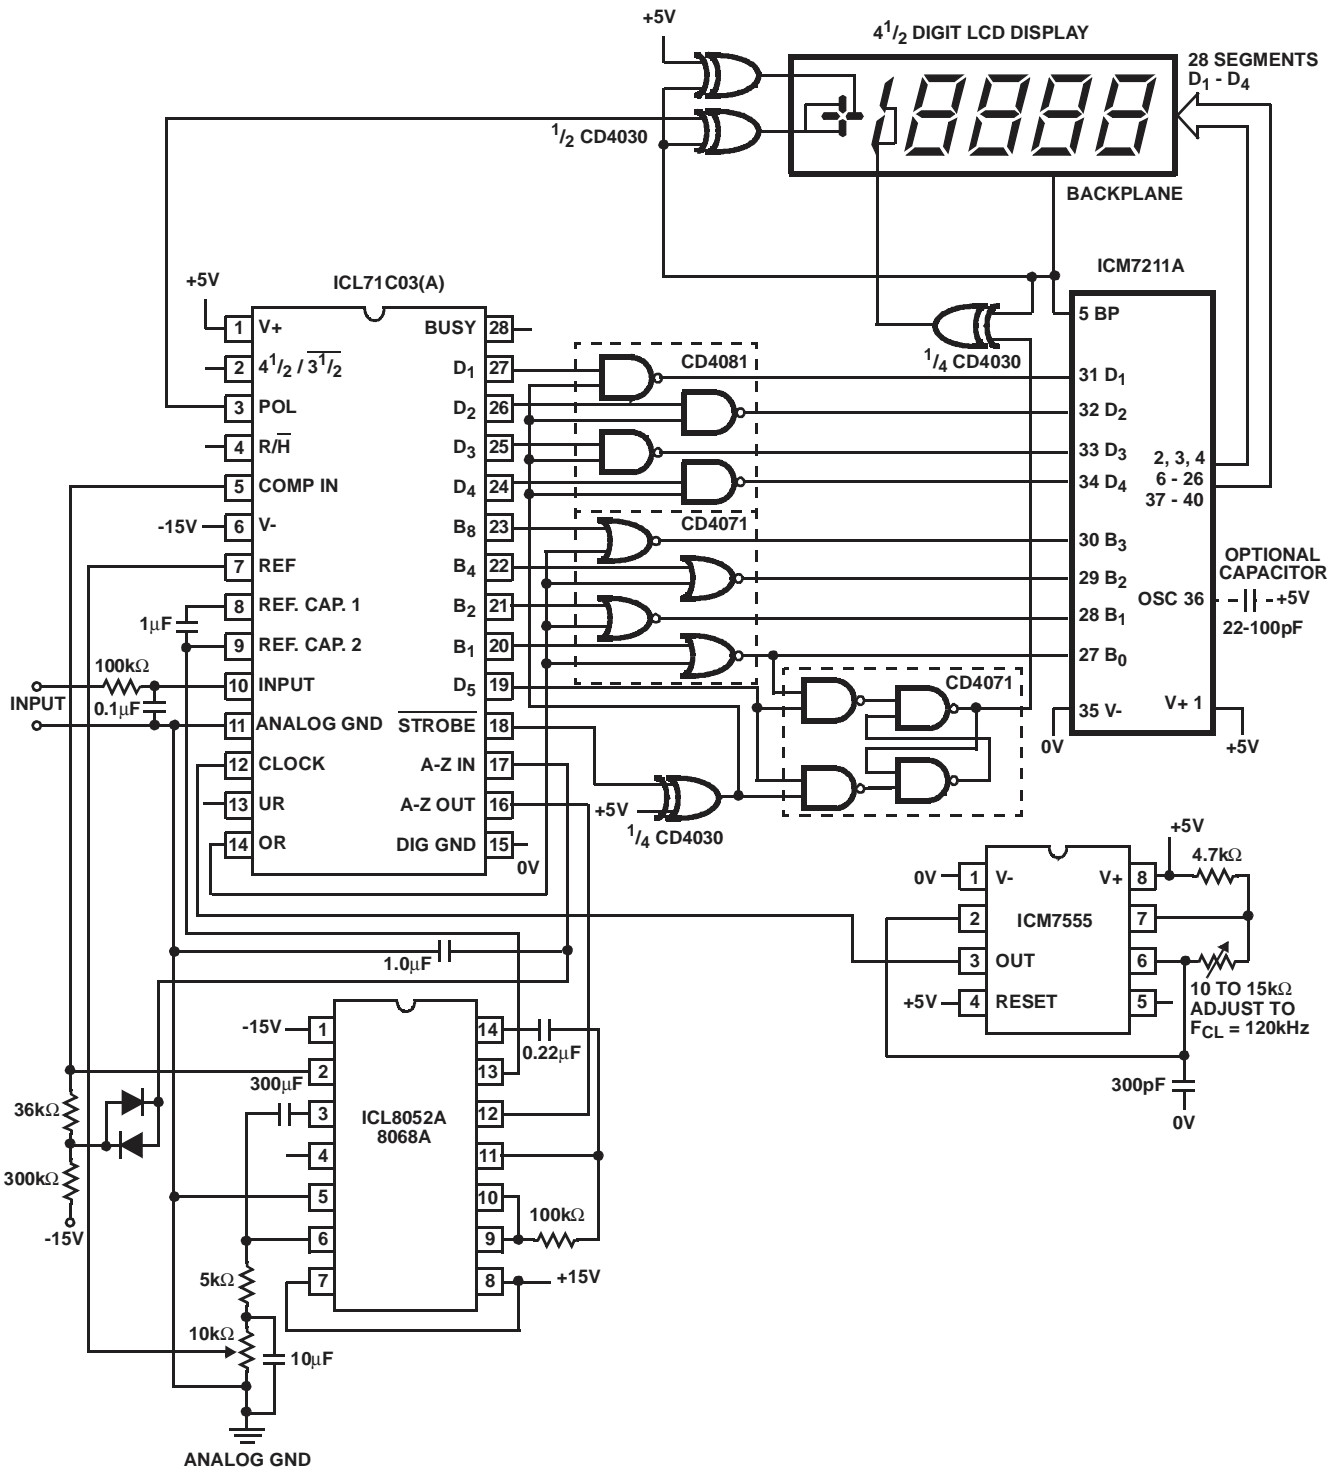 +5V
4 1/2 DIGIT LCD DISPLAY
28 SEGMENTS
D1 - D4
1/2 CD4030
BACKPLANE
ICL71C03(A)
+5V
1 V+
2 4 1/2 / 3 1/2
3 POL
4 R/H
5 COMP IN
-15V
6 V-
7 REF
8 REF. CAP. 1
1μF
9 REF. CAP. 2
100kΩ
INPUT
0.1μF
10 INPUT
11 ANALOG GND
12 CLOCK
13 UR
14 OR
BUSY 28
D1 27
D2 26
D3 25
D4 24
B8 23
B4 22
B2 21
B1 20
D5 19
STROBE 18
A-Z IN 17
A-Z OUT 16
DIG GND 15
0V
CD4081
CD4071
CD4071
1/4 CD4030
+5V
1/4 CD4030
ICM7211A
5 BP
31 D1
32 D2
33 D3
34 D4
2, 3, 4
6 - 26
37 - 40
30 B3
29 B2
28 B1
27 B0
OSC 36
OPTIONAL
CAPACITOR
+5V
22-100pF
35 V-
V+ 1
0V
+5V
1.0μF
ICM7555
0V
1 V-
2
3 OUT
+5V
4 RESET
V+ 8
7
6
5
+5V
4.7kΩ
10 TO 15kΩ
ADJUST TO
FCL = 120kHz
300pF
0V
ICL8052A
8068A
-15V
1
2
3
4
5
6
7
14
13
12
11
10
9
8
0.22μF
300μF
100kΩ
+15V
36kΩ
300kΩ
-15V
5kΩ
10kΩ
10μF
ANALOG GND